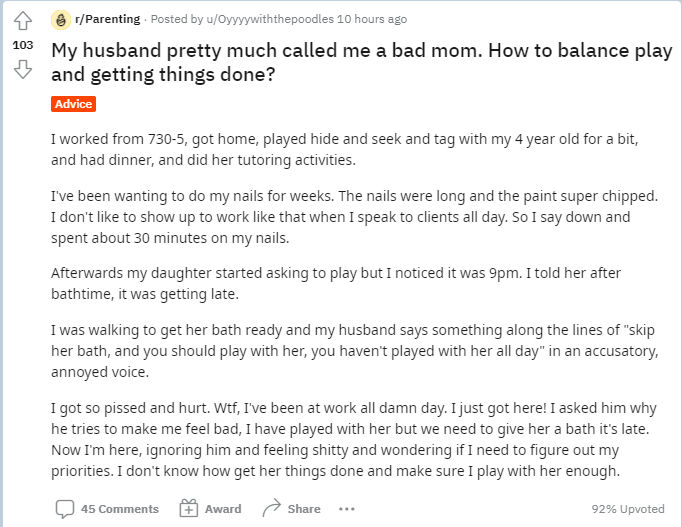 r/Parenting · Posted by u/Oyyyywiththepoodles 10 hours ago
103
My husband pretty much called me a bad mom. How to balance play
and getting things done?
Advice
I worked from 730-5, got home, played hide and seek and tag with my 4 year old for a bit,
and had dinner, and did her tutoring activities.
I've been wanting to do my nails for weeks. The nails were long and the paint super chipped.
I don't like to show up to work like that when I speak to clients all day. So I say down and
spent about 30 minutes on my nails.
Afterwards my daughter started asking to play but I noticed it was 9pm. I told her after
bathtime, it was getting late.
I was walking to get her bath ready and my husband says something along the lines of "skip
her bath, and you should play with her, you haven't played with her all day" in an accusatory,
annoyed voice.
I got so pissed and hurt. Wtf, I've been at work all damn day. I just got here! I asked him why
he tries to make me feel bad, I have played with her but we need to give her a bath it's late.
Now I'm here, ignoring him and feeling shitty and wondering if I need to figure out my
priorities. I don't know how get her things done and make sure I play with her enough.
45 Comments Award Share ... 92% Upvoted